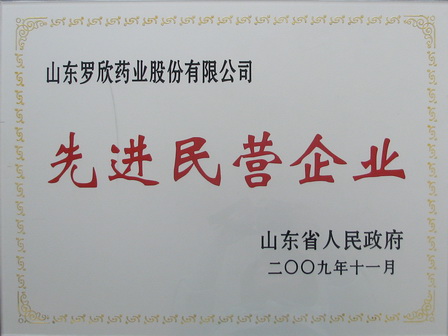 山东罗欣药业股份有限公司
先进民营企业
山东省人民政府
二〇〇九年十一月